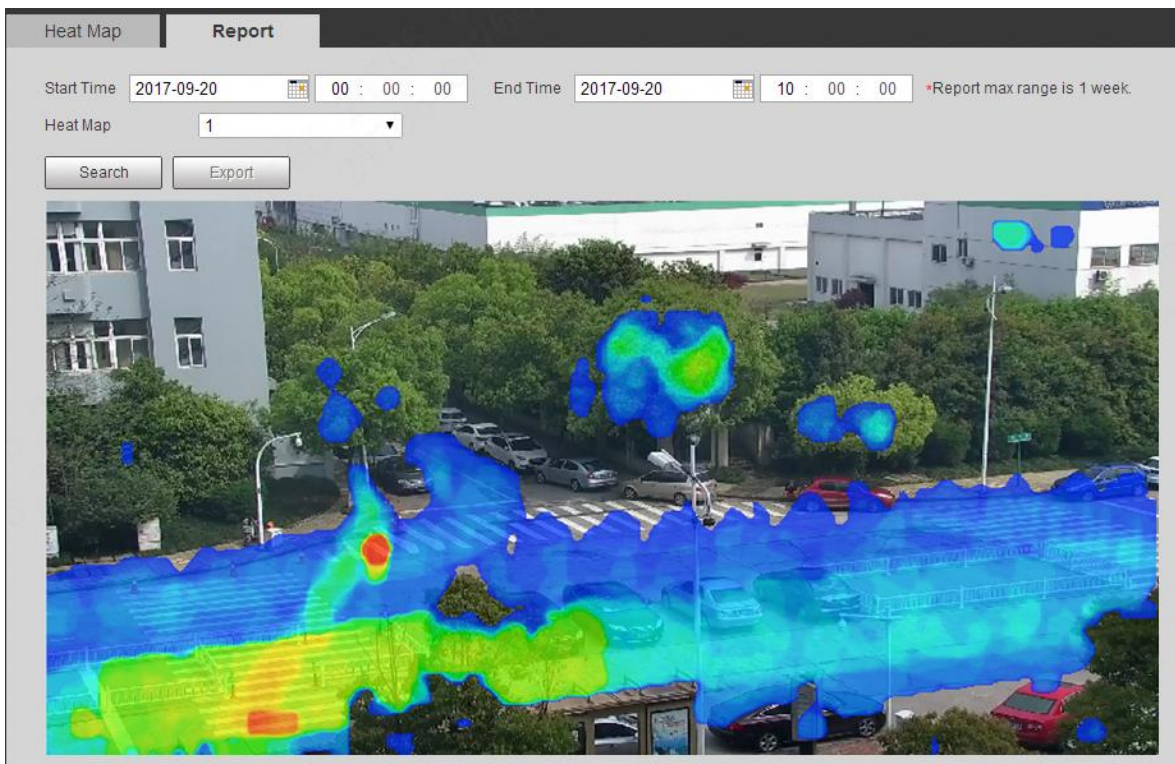 Heat Map Report
Start Time 2017-09-20 00 : 00 : 00 End Time 2017-09-20 10 : 00 : 00 *Report max range is 1 week.
Heat Map 1
Search Export